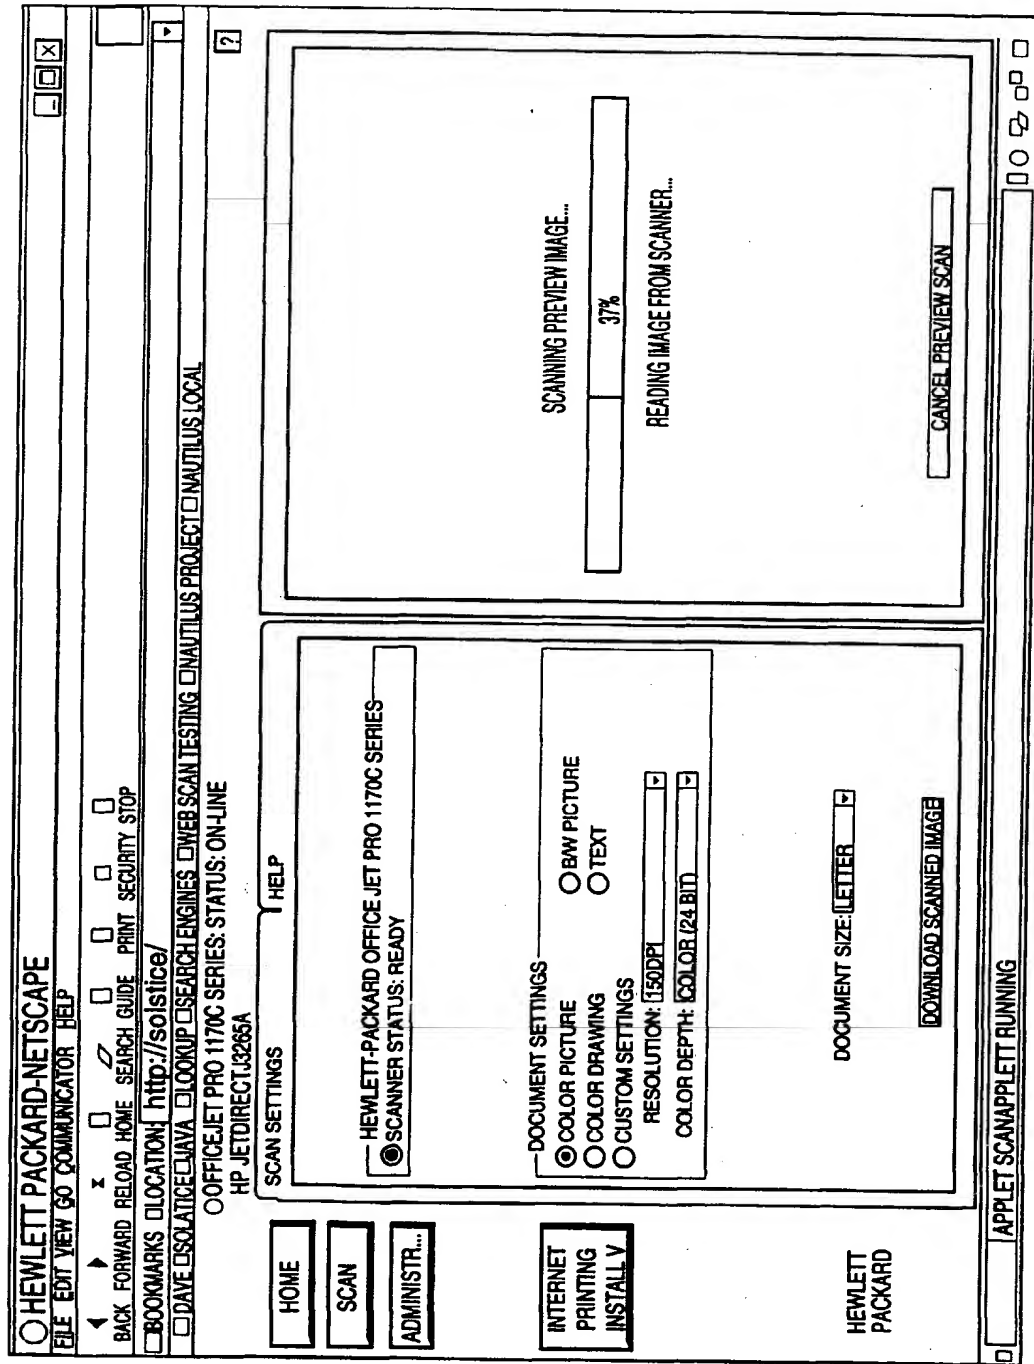 HEWLETT PACKARD-NETSCAPE
FILE EDIT VIEW GO COMMUNICATOR HELP
BACK FORWARD RELOAD HOME SEARCH GUIDE PRINT SECURITY STOP
BOOKMARKS LOCATION: http://solstice/
DAVE SOLATICE JAVA LOOKUP SEARCH ENGINES WEB SCAN TESTING NAUTILUS PROJECT NAUTILUS LOCAL
OFFICEJET PRO 1170C SERIES: STATUS: ON-LINE
HP JETDIRECTJ3265A
?
HOME
SCAN
ADMINISTR...
INTERNET
PRINTING
INSTALL V
HEWLETT
PACKARD
SCAN SETTINGS
HELP
HEWLETT-PACKARD OFFICE JET PRO 1170C SERIES
SCANNER STATUS: READY
DOCUMENT SETTINGS
COLOR PICTURE
B/W PICTURE
COLOR DRAWING
TEXT
CUSTOM SETTINGS
RESOLUTION: 150DPI
COLOR DEPTH: COLOR (24 BIT)
DOCUMENT SIZE: LETTER
DOWNLOAD SCANNED IMAGE
SCANNING PREVIEW IMAGE...
37%
READING IMAGE FROM SCANNER...
CANCEL PREVIEW SCAN
APPLET SCANAPPLET RUNNING